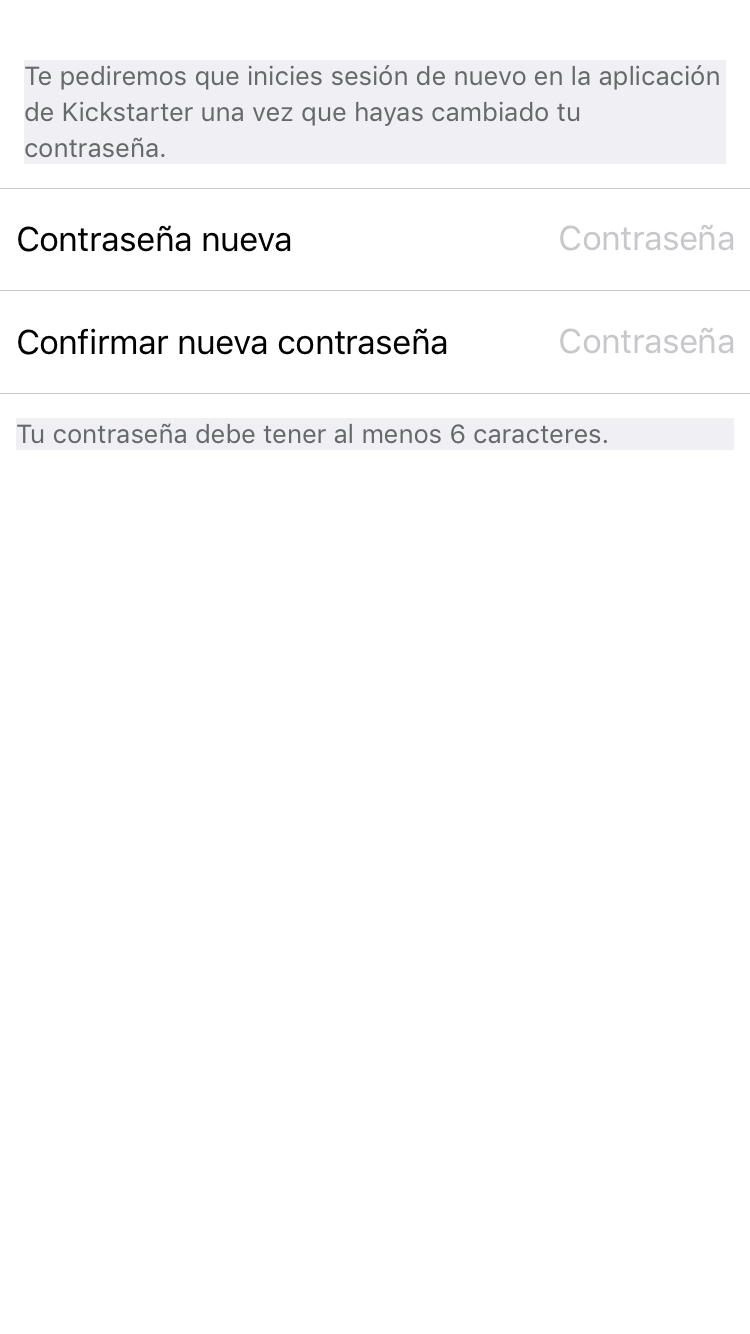 Te pediremos que inicies sesión de nuevo en la aplicación
de Kickstarter una vez que hayas cambiado tu
contraseña.
Contraseña nueva Contraseña
Confirmar nueva contraseña Contraseña
Tu contraseña debe tener al menos 6 caracteres.